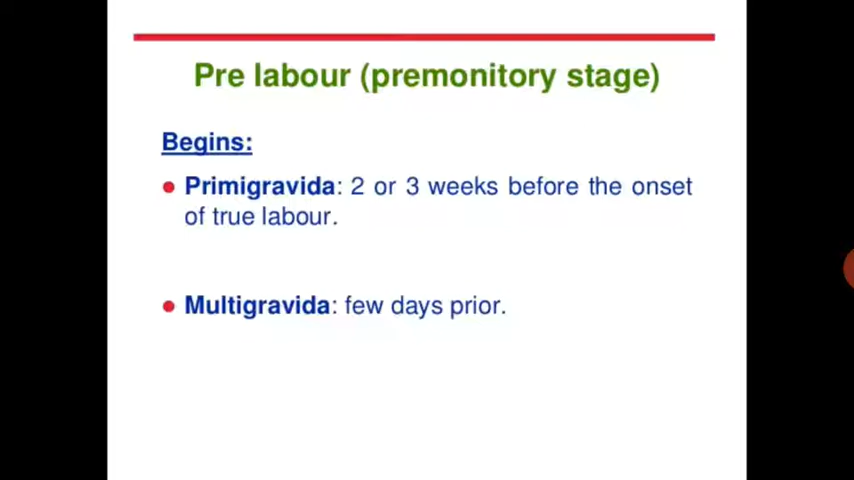 Pre labour (premonitory stage)
Begins:
● Primigravida: 2 or 3 weeks before the onset
of true labour.
● Multigravida: few days prior.